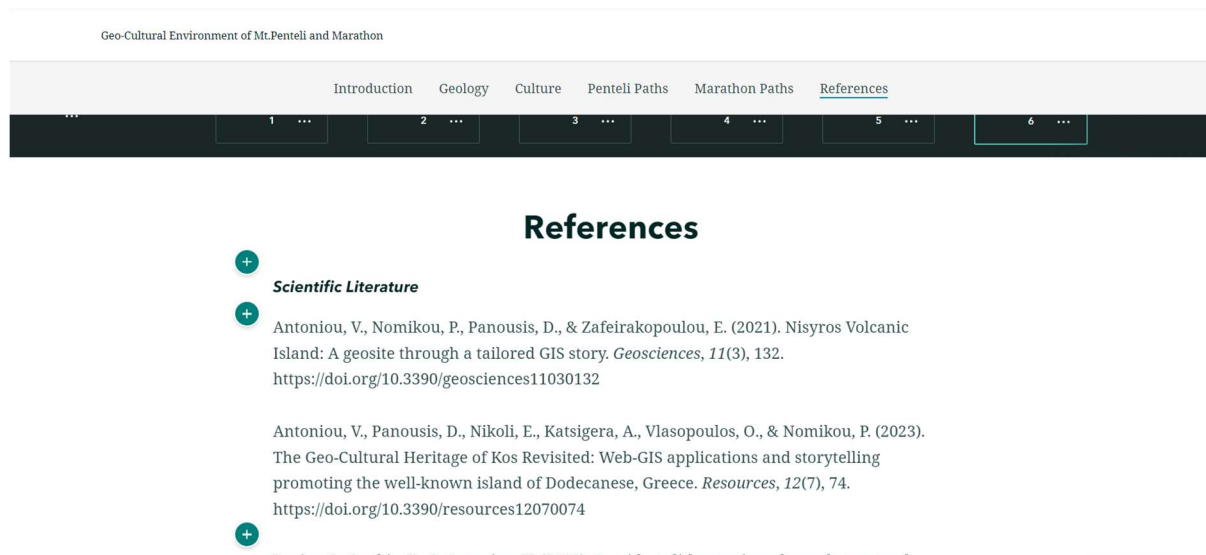 Geo-Cultural Environment of Mt.Penteli and Marathon
Introduction Geology Culture Penteli Paths Marathon Paths References
... 1 ... 2 ... 3 ... 4 ... 5 ... 6 ...
References
Scientific Literature
Antoniou, V., Nomikou, P., Panousis, D., & Zafeirakopoulou, E. (2021). Nisyros Volcanic
Island: A geosite through a tailored GIS story. Geosciences, 11(3), 132.
https://doi.org/10.3390/geosciences11030132
Antoniou, V., Panousis, D., Nikoli, E., Katsigera, A., Vlasopoulos, O., & Nomikou, P. (2023).
The Geo-Cultural Heritage of Kos Revisited: Web-GIS applications and storytelling
promoting the well-known island of Dodecanese, Greece. Resources, 12(7), 74.
https://doi.org/10.3390/resources12070074